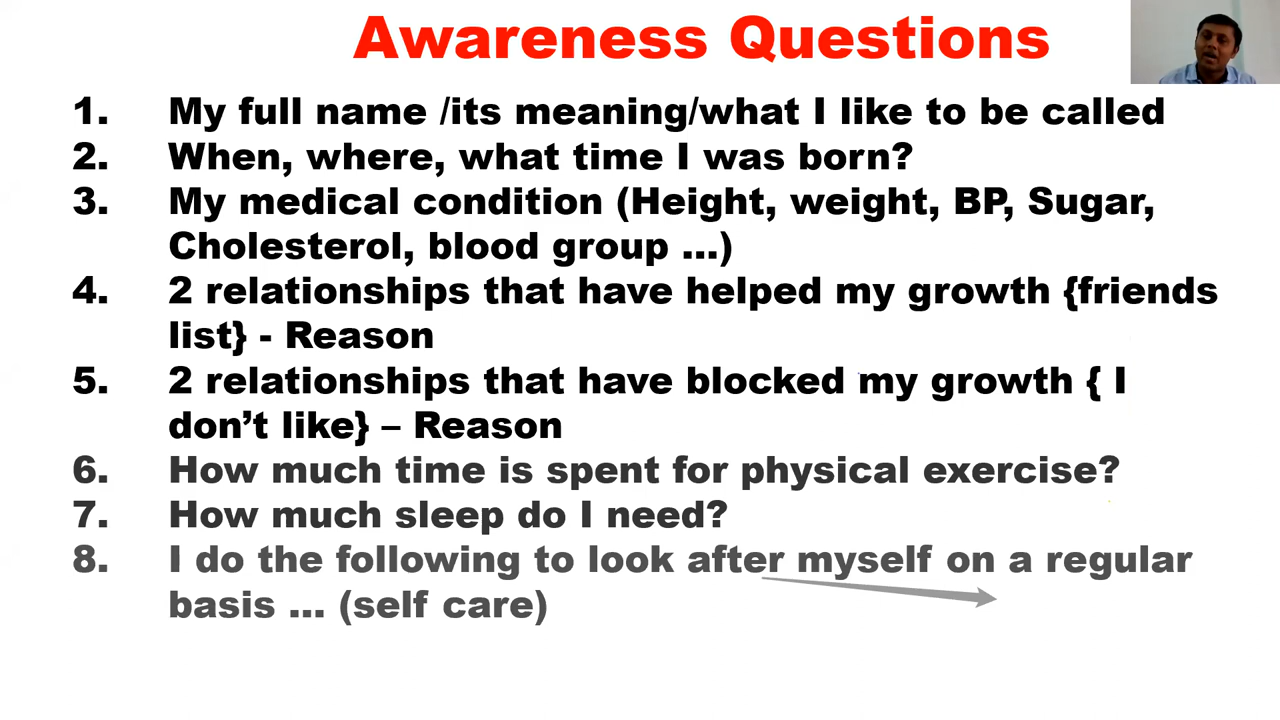 Awareness Questions
1. My full name /its meaning/what I like to be called
2. When, where, what time I was born?
3. My medical condition (Height, weight, BP, Sugar,
Cholesterol, blood group ...)
4. 2 relationships that have helped my growth {friends
list} - Reason
5. 2 relationships that have blocked my growth { I
don’t like} – Reason
6. How much time is spent for physical exercise?
7. How much sleep do I need?
8. I do the following to look after myself on a regular
basis ... (self care)